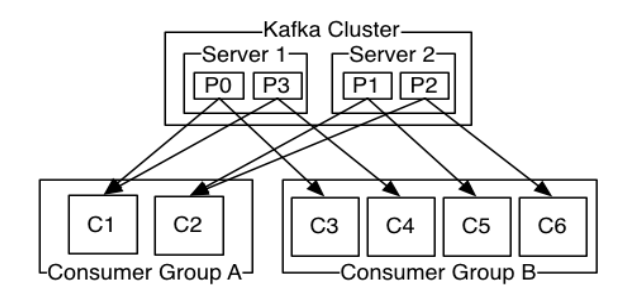 Kafka Cluster
Server 1 Server 2
P0 P3 P1 P2
C1 C2 C3 C4 C5 C6
Consumer Group A Consumer Group B